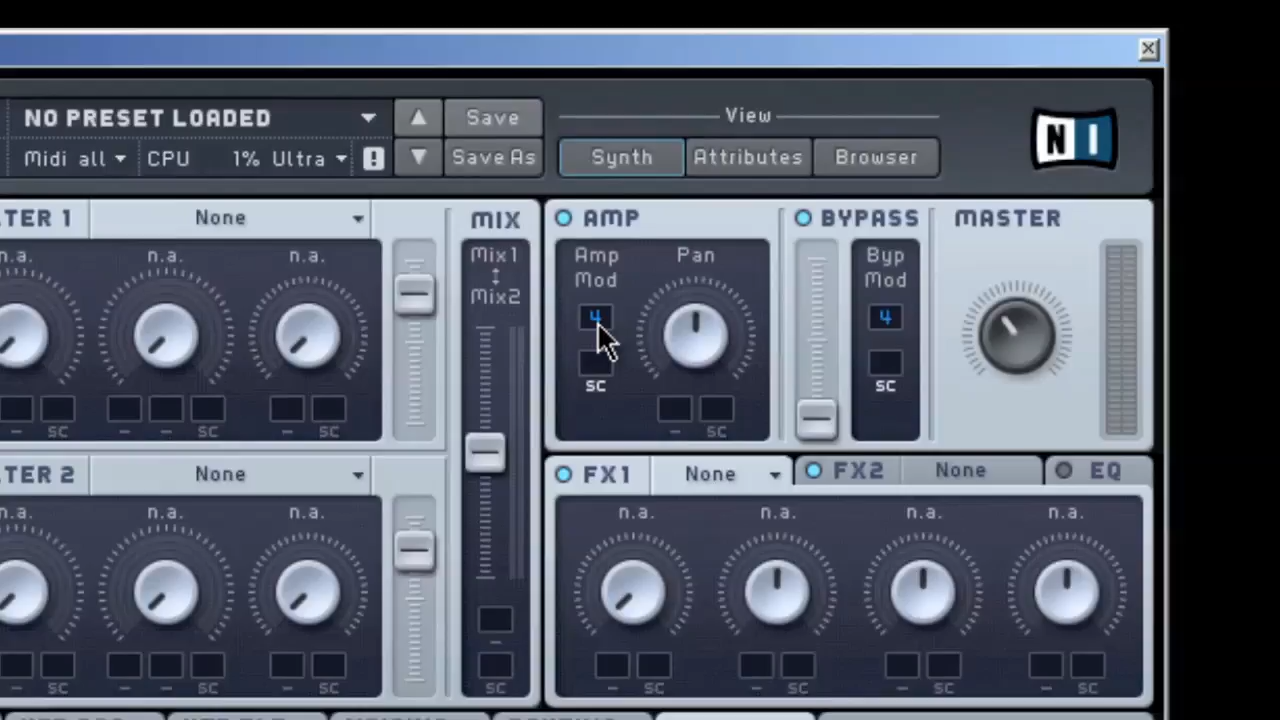 NO PRESET LOADED
Save
View
Midi all
CPU 1% Ultra
!
Save As
Synth
Attributes
Browser
NI
TER 1
None
MIX
AMP
BYPASS
MASTER
n.a.
n.a.
n.a.
Mix1
↕
Mix2
Amp
Mod
Pan
Byp
Mod
4
4
SC
SC
– SC
– – SC
– SC
– SC
TER 2
None
FX1
None
FX2
None
EQ
n.a.
n.a.
n.a.
n.a.
n.a.
n.a.
n.a.
–
SC
– SC
– – SC
– SC
– SC
– SC
– SC
– SC